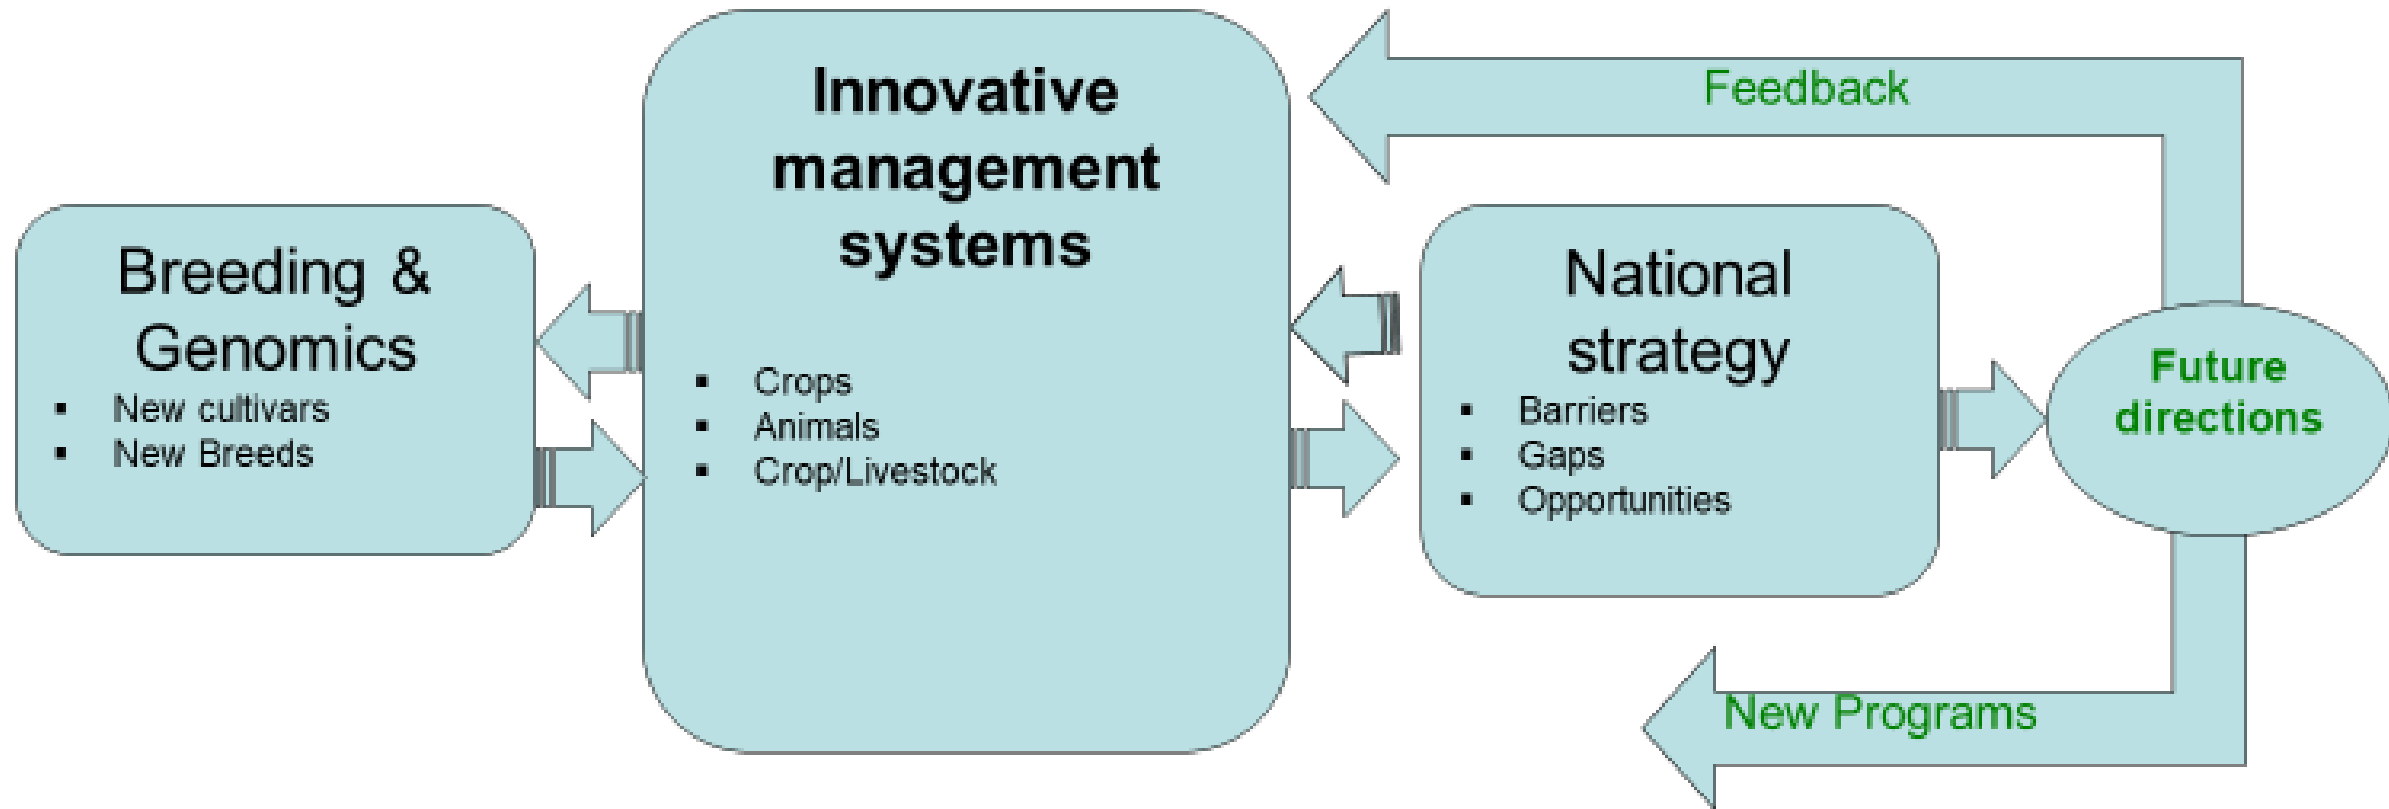 Breeding &
Genomics
▪ New cultivars
▪ New Breeds
Innovative
management
systems
▪ Crops
▪ Animals
▪ Crop/Livestock
National
strategy
▪ Barriers
▪ Gaps
▪ Opportunities
Feedback
Future
directions
New Programs